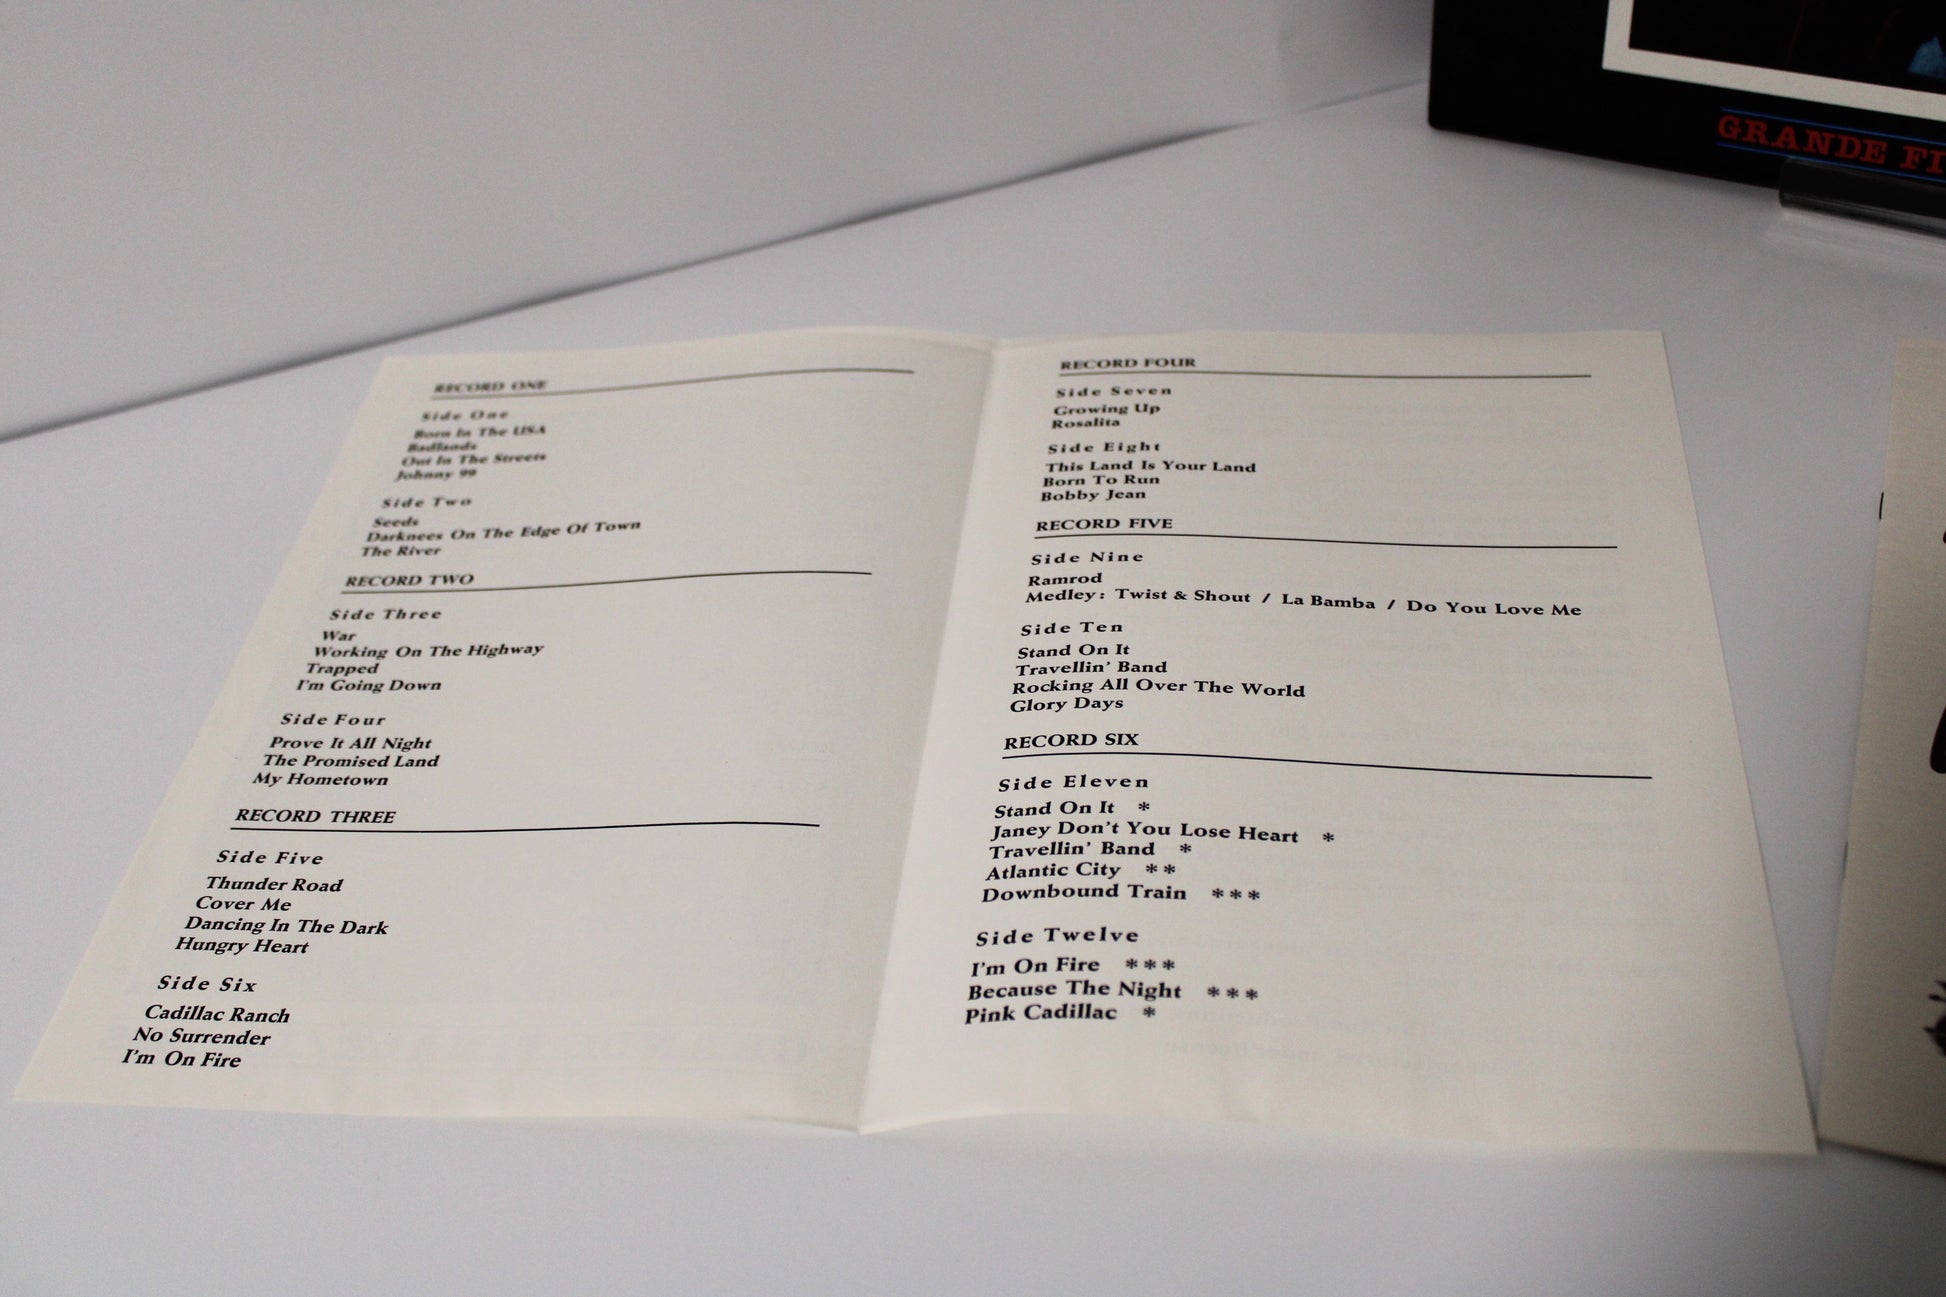 GRANDE FI
RECORD ONE
Side One
Born In The USA
Badlands
Out In The Streets
Johnny 99
Side Two
Seeds
Darknees On The Edge Of Town
The River
RECORD TWO
Side Three
War
Working On The Highway
Trapped
I'm Going Down
Side Four
Prove It All Night
The Promised Land
My Hometown
RECORD THREE
Side Five
Thunder Road
Cover Me
Dancing In The Dark
Hungry Heart
Side Six
Cadillac Ranch
No Surrender
I'm On Fire
RECORD FOUR
Side Seven
Growing Up
Rosalita
Side Eight
This Land Is Your Land
Born To Run
Bobby Jean
RECORD FIVE
Side Nine
Ramrod
Medley: Twist & Shout / La Bamba / Do You Love Me
Side Ten
Stand On It
Travellin' Band
Rocking All Over The World
Glory Days
RECORD SIX
Side Eleven
Stand On It *
Janey Don't You Lose Heart *
Travellin' Band *
Atlantic City **
Downbound Train ***
Side Twelve
I'm On Fire ***
Because The Night ***
Pink Cadillac *